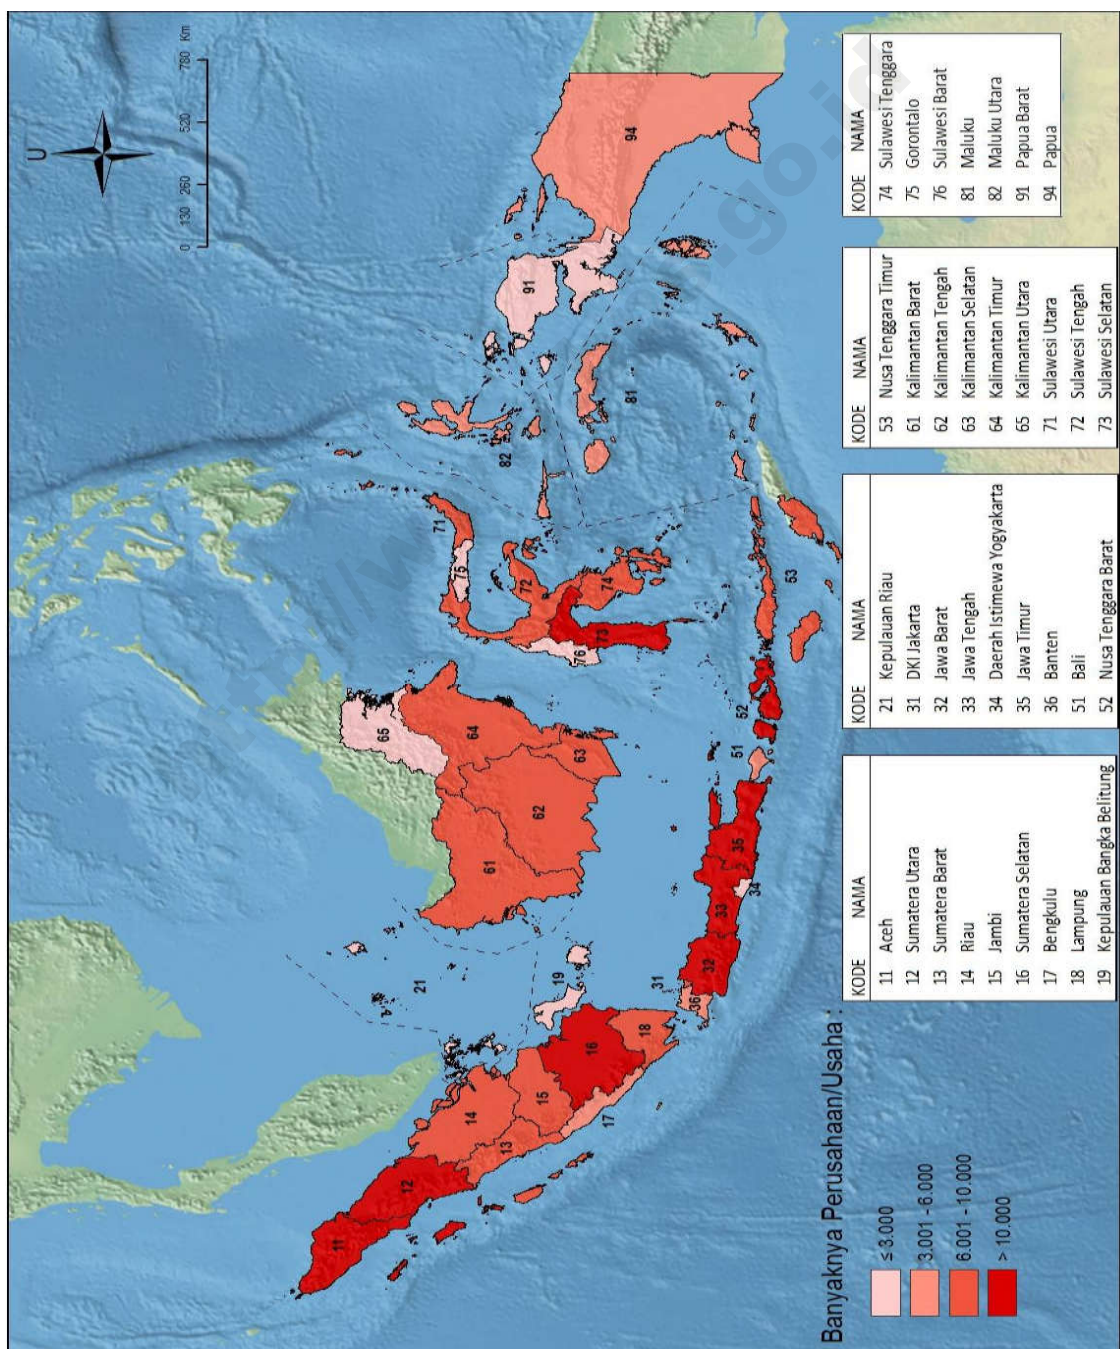 U
0 130 260 520 780 Km
11
12
13
14
15
16
17
18
19
21
31
32
33
34
35
36
51
52
53
61
62
63
64
65
71
72
73
74
75
76
81
82
91
94
go.id
Banyaknya Perusahaan/Usaha :
≤ 3.000
3.001 - 6.000
6.001 - 10.000
> 10.000
KODE NAMA
11 Aceh
12 Sumatera Utara
13 Sumatera Barat
14 Riau
15 Jambi
16 Sumatera Selatan
17 Bengkulu
18 Lampung
19 Kepulauan Bangka Belitung
KODE NAMA
21 Kepulauan Riau
31 DKI Jakarta
32 Jawa Barat
33 Jawa Tengah
34 Daerah Istimewa Yogyakarta
35 Jawa Timur
36 Banten
51 Bali
52 Nusa Tenggara Barat
KODE NAMA
53 Nusa Tenggara Timur
61 Kalimantan Barat
62 Kalimantan Tengah
63 Kalimantan Selatan
64 Kalimantan Timur
65 Kalimantan Utara
71 Sulawesi Utara
72 Sulawesi Tengah
73 Sulawesi Selatan
KODE NAMA
74 Sulawesi Tenggara
75 Gorontalo
76 Sulawesi Barat
81 Maluku
82 Maluku Utara
91 Papua Barat
94 Papua